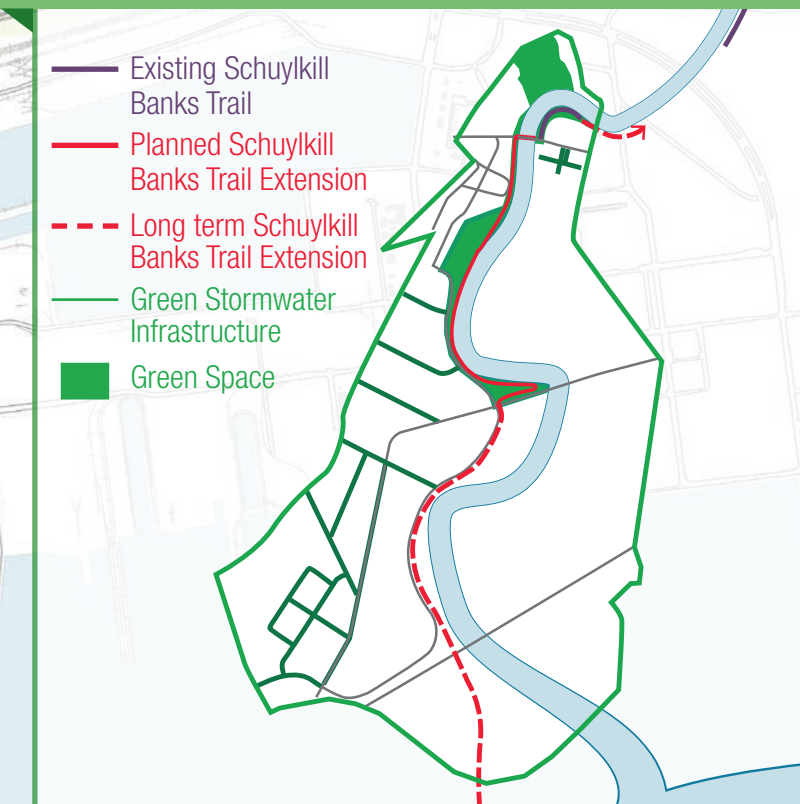 Existing Schuylkill
Banks Trail
Planned Schuylkill
Banks Trail Extension
Long term Schuylkill
Banks Trail Extension
Green Stormwater
Infrastructure
Green Space